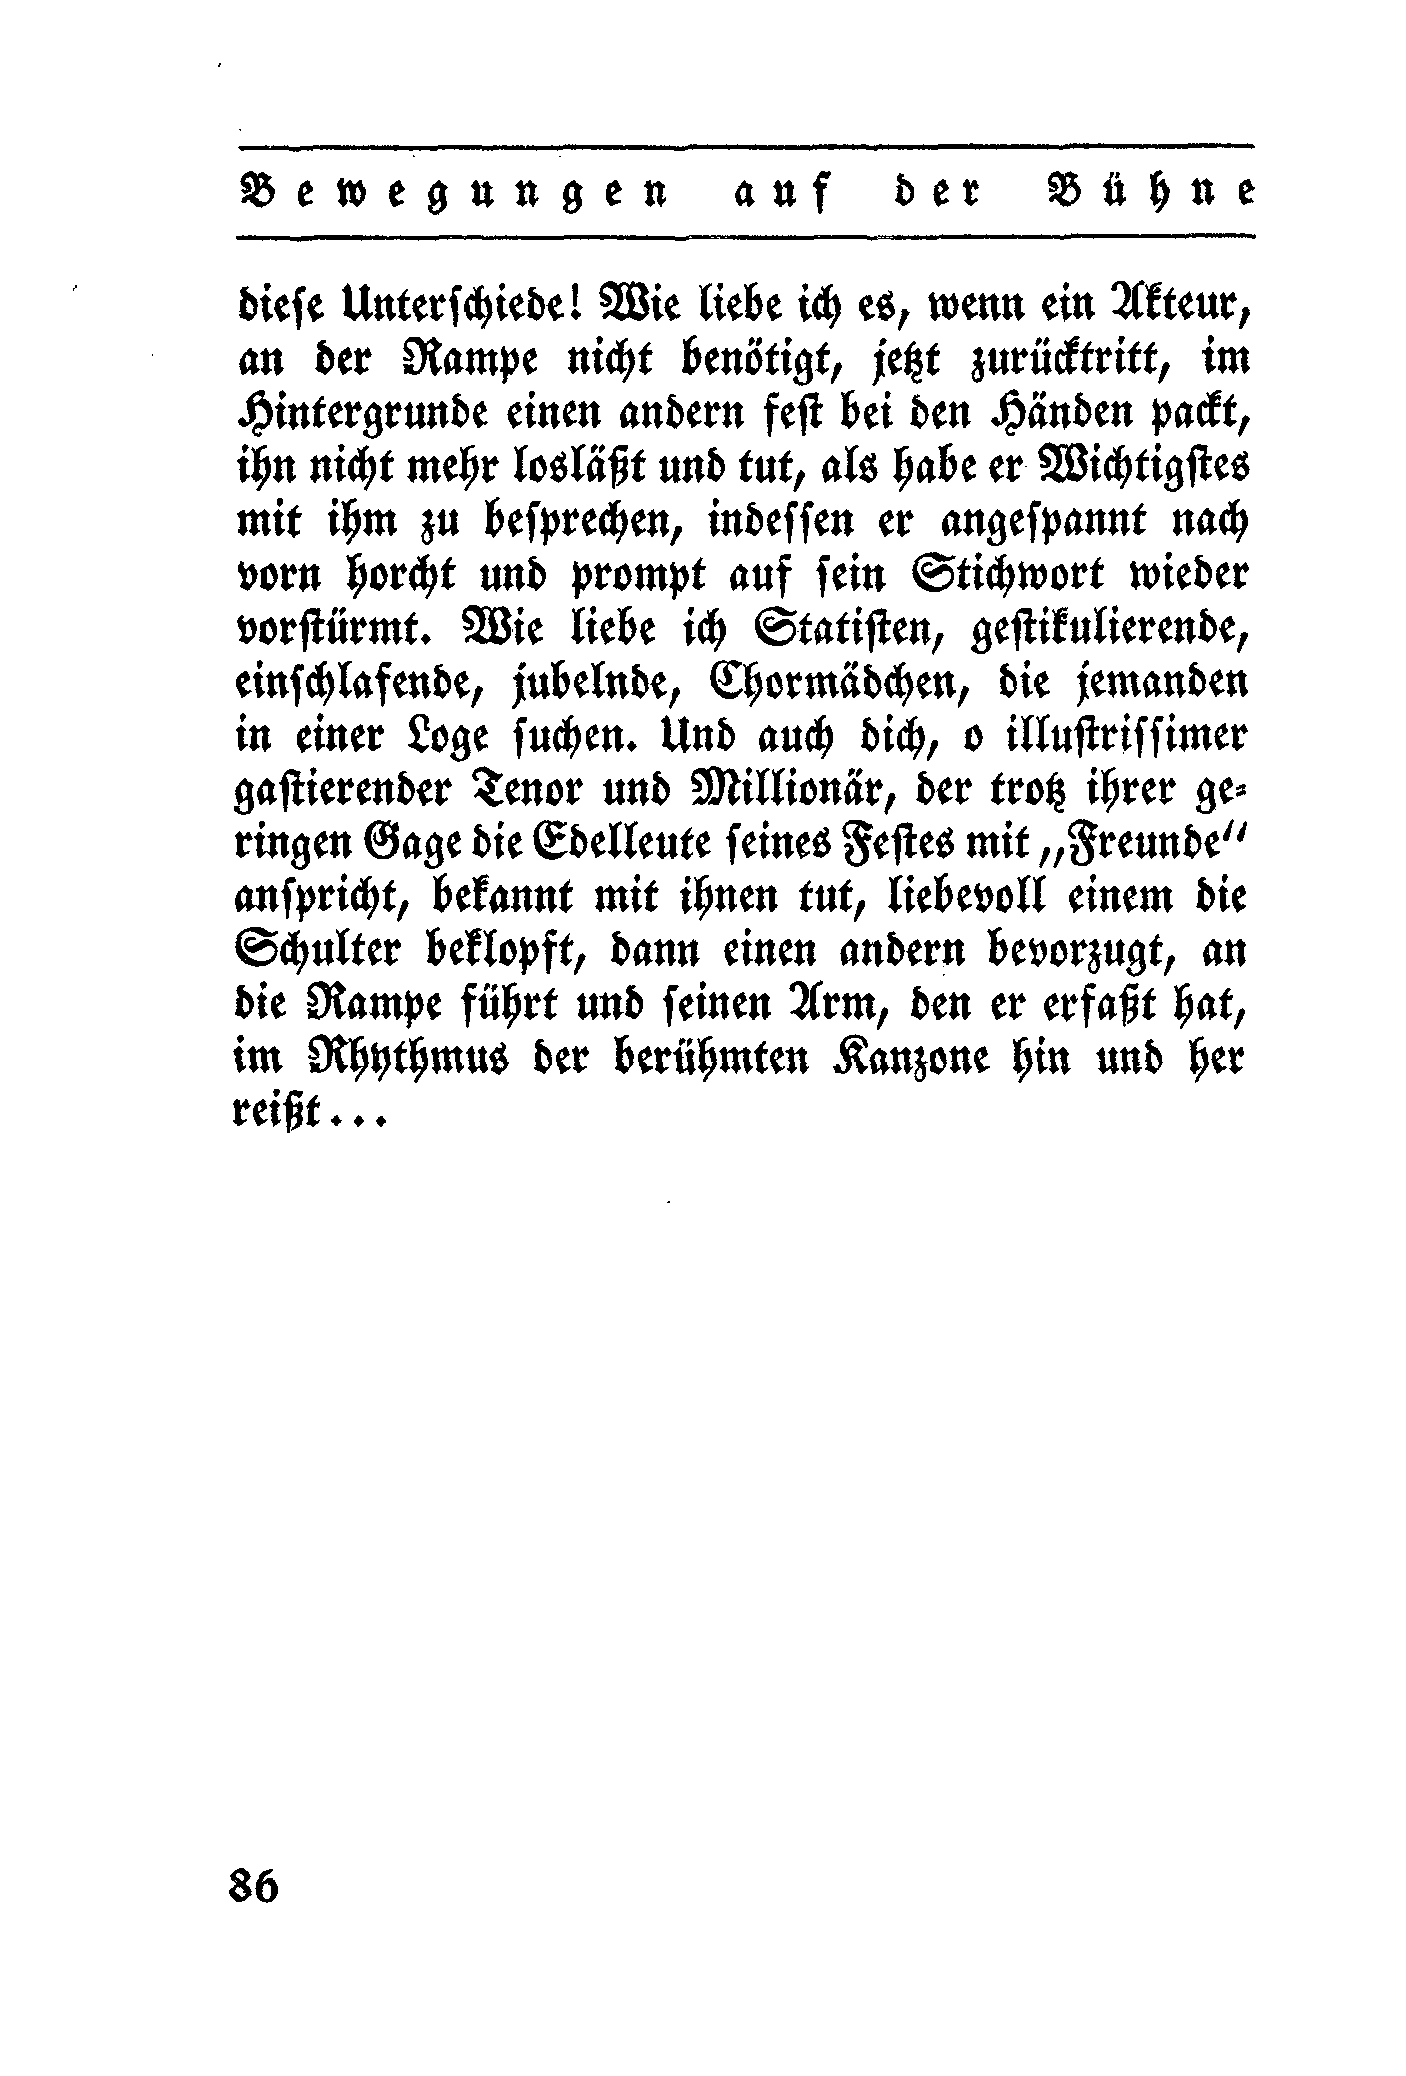 Bewegungen auf der Bühne
diese Unterschiede! Wie liebe ich es, wenn ein Akteur,
an der Rampe nicht benötigt, jetzt zurücktritt, im
Hintergrunde einen andern fest bei den Händen packt,
ihn nicht mehr losläßt und tut, als habe er Wichtigstes
mit ihm zu besprechen, indessen er angespannt nach
vorn horcht und prompt auf sein Stichwort wieder
vorstürmt. Wie liebe ich Statisten, gestikulierende,
einschlafende, jubelnde, Chormädchen, die jemanden
in einer Loge suchen. Und auch dich, o illustrissimer
gastierender Tenor und Millionär, der trotz ihrer ge-
ringen Gage die Edelleute seines Festes mit „Freunde"
anspricht, bekannt mit ihnen tut, liebevoll einem die
Schulter beklopft, dann einen andern bevorzugt, an
die Rampe führt und seinen Arm, den er erfaßt hat,
im Rhythmus der berühmten Kanzone hin und her
reißt...
86